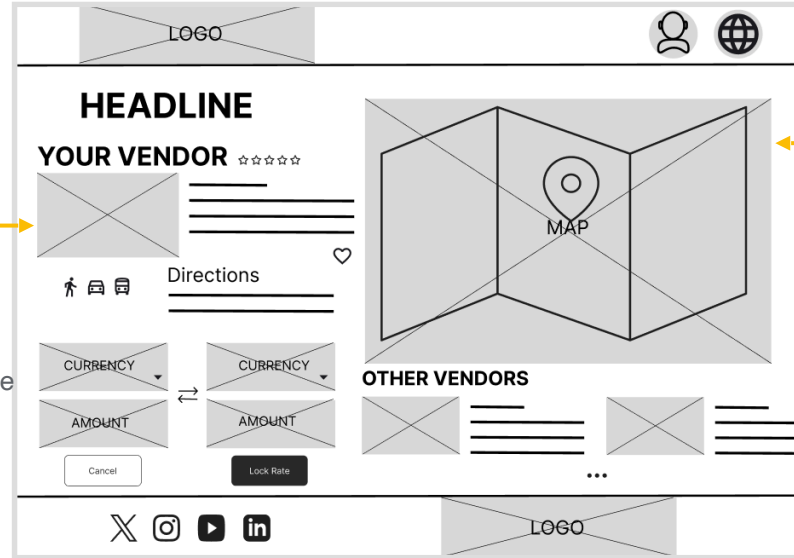 LOGO
HEADLINE
YOUR VENDOR
MAP
Directions
CURRENCY
CURRENCY
AMOUNT
AMOUNT
Cancel
Lock Rate
OTHER VENDORS
...
LOGO
e